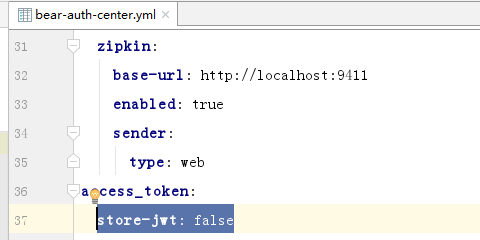 bear-auth-center.yml ×
31 zipkin:
32 base-url: http://localhost:9411
33 enabled: true
34 sender:
35 type: web
36 access_token:
37 store-jwt: false